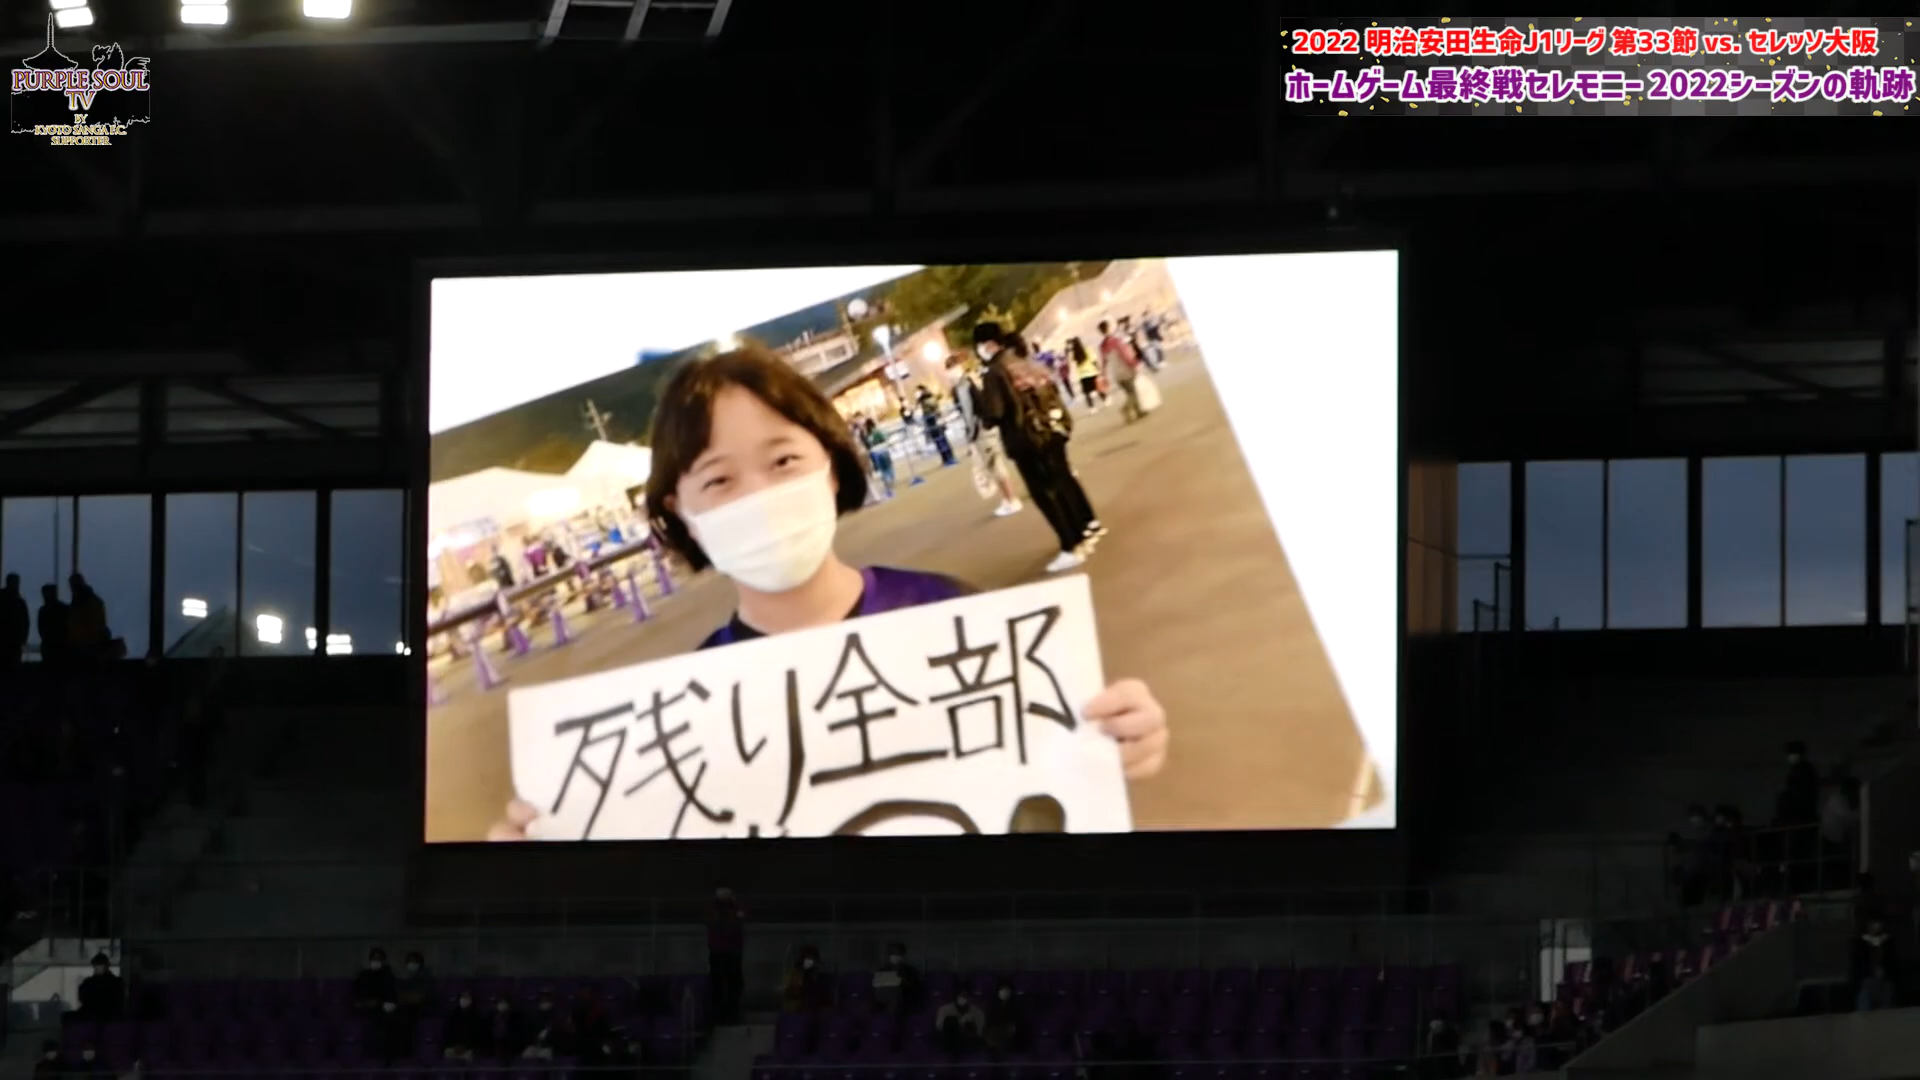 PURPLE SOUL
TV
BY
KYOTO SANGA F.C.
SUPPORTER
2022 明治安田生命J1リーグ 第33節 vs. セレッソ大阪
ホームゲーム最終戦セレモニー 2022シーズンの軌跡
残り全部